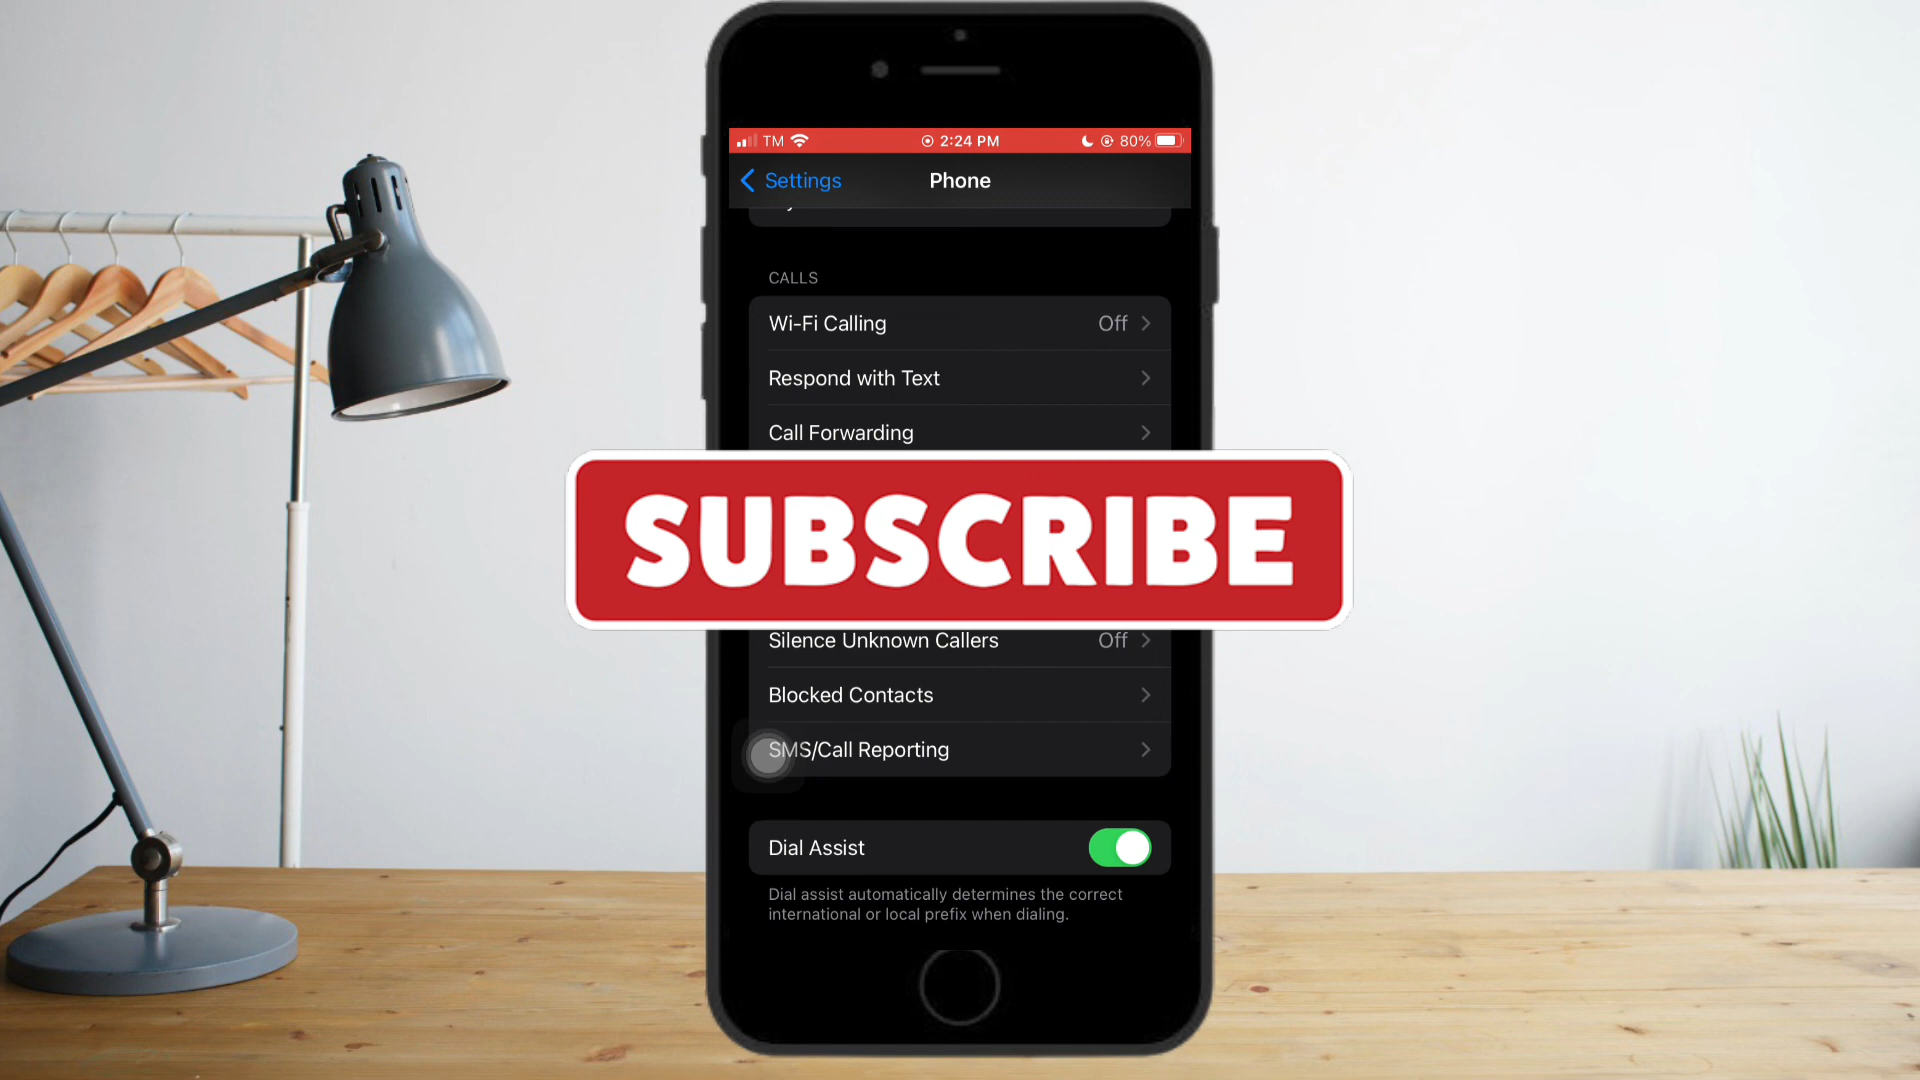 TM 2:24 PM 80%
Settings Phone
CALLS
Wi-Fi Calling Off
Respond with Text
Call Forwarding
SUBSCRIBE
Silence Unknown Callers Off
Blocked Contacts
SMS/Call Reporting
Dial Assist
Dial assist automatically determines the correct
international or local prefix when dialing.